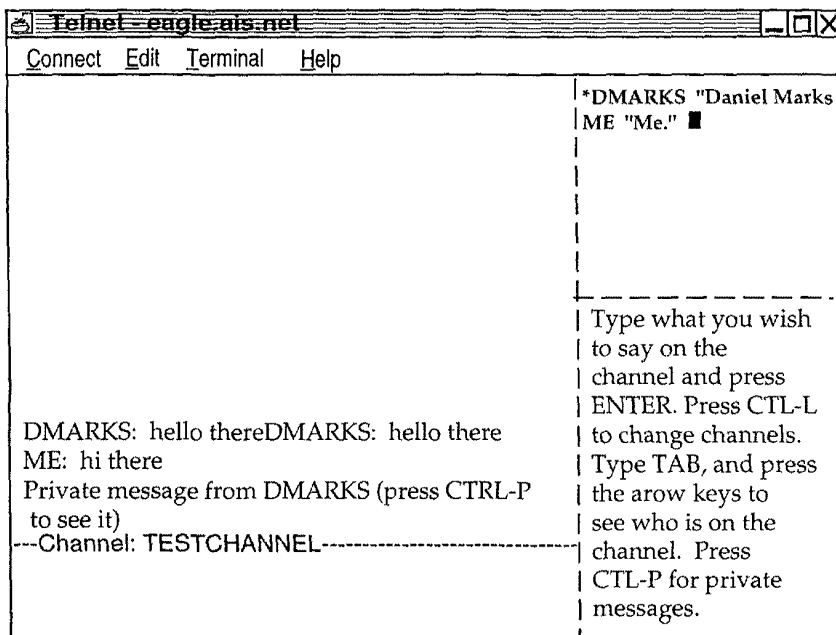 Telnet - eagle.ais.net
Connect Edit Terminal Help
*DMARKS "Daniel Marks
ME "Me."
DMARKS: hello thereDMARKS: hello there
ME: hi there
Private message from DMARKS (press CTRL-P
to see it)
---Channel: TESTCHANNEL---
Type what you wish
to say on the
channel and press
ENTER. Press CTL-L
to change channels.
Type TAB, and press
the arow keys to
see who is on the
channel. Press
CTL-P for private
messages.